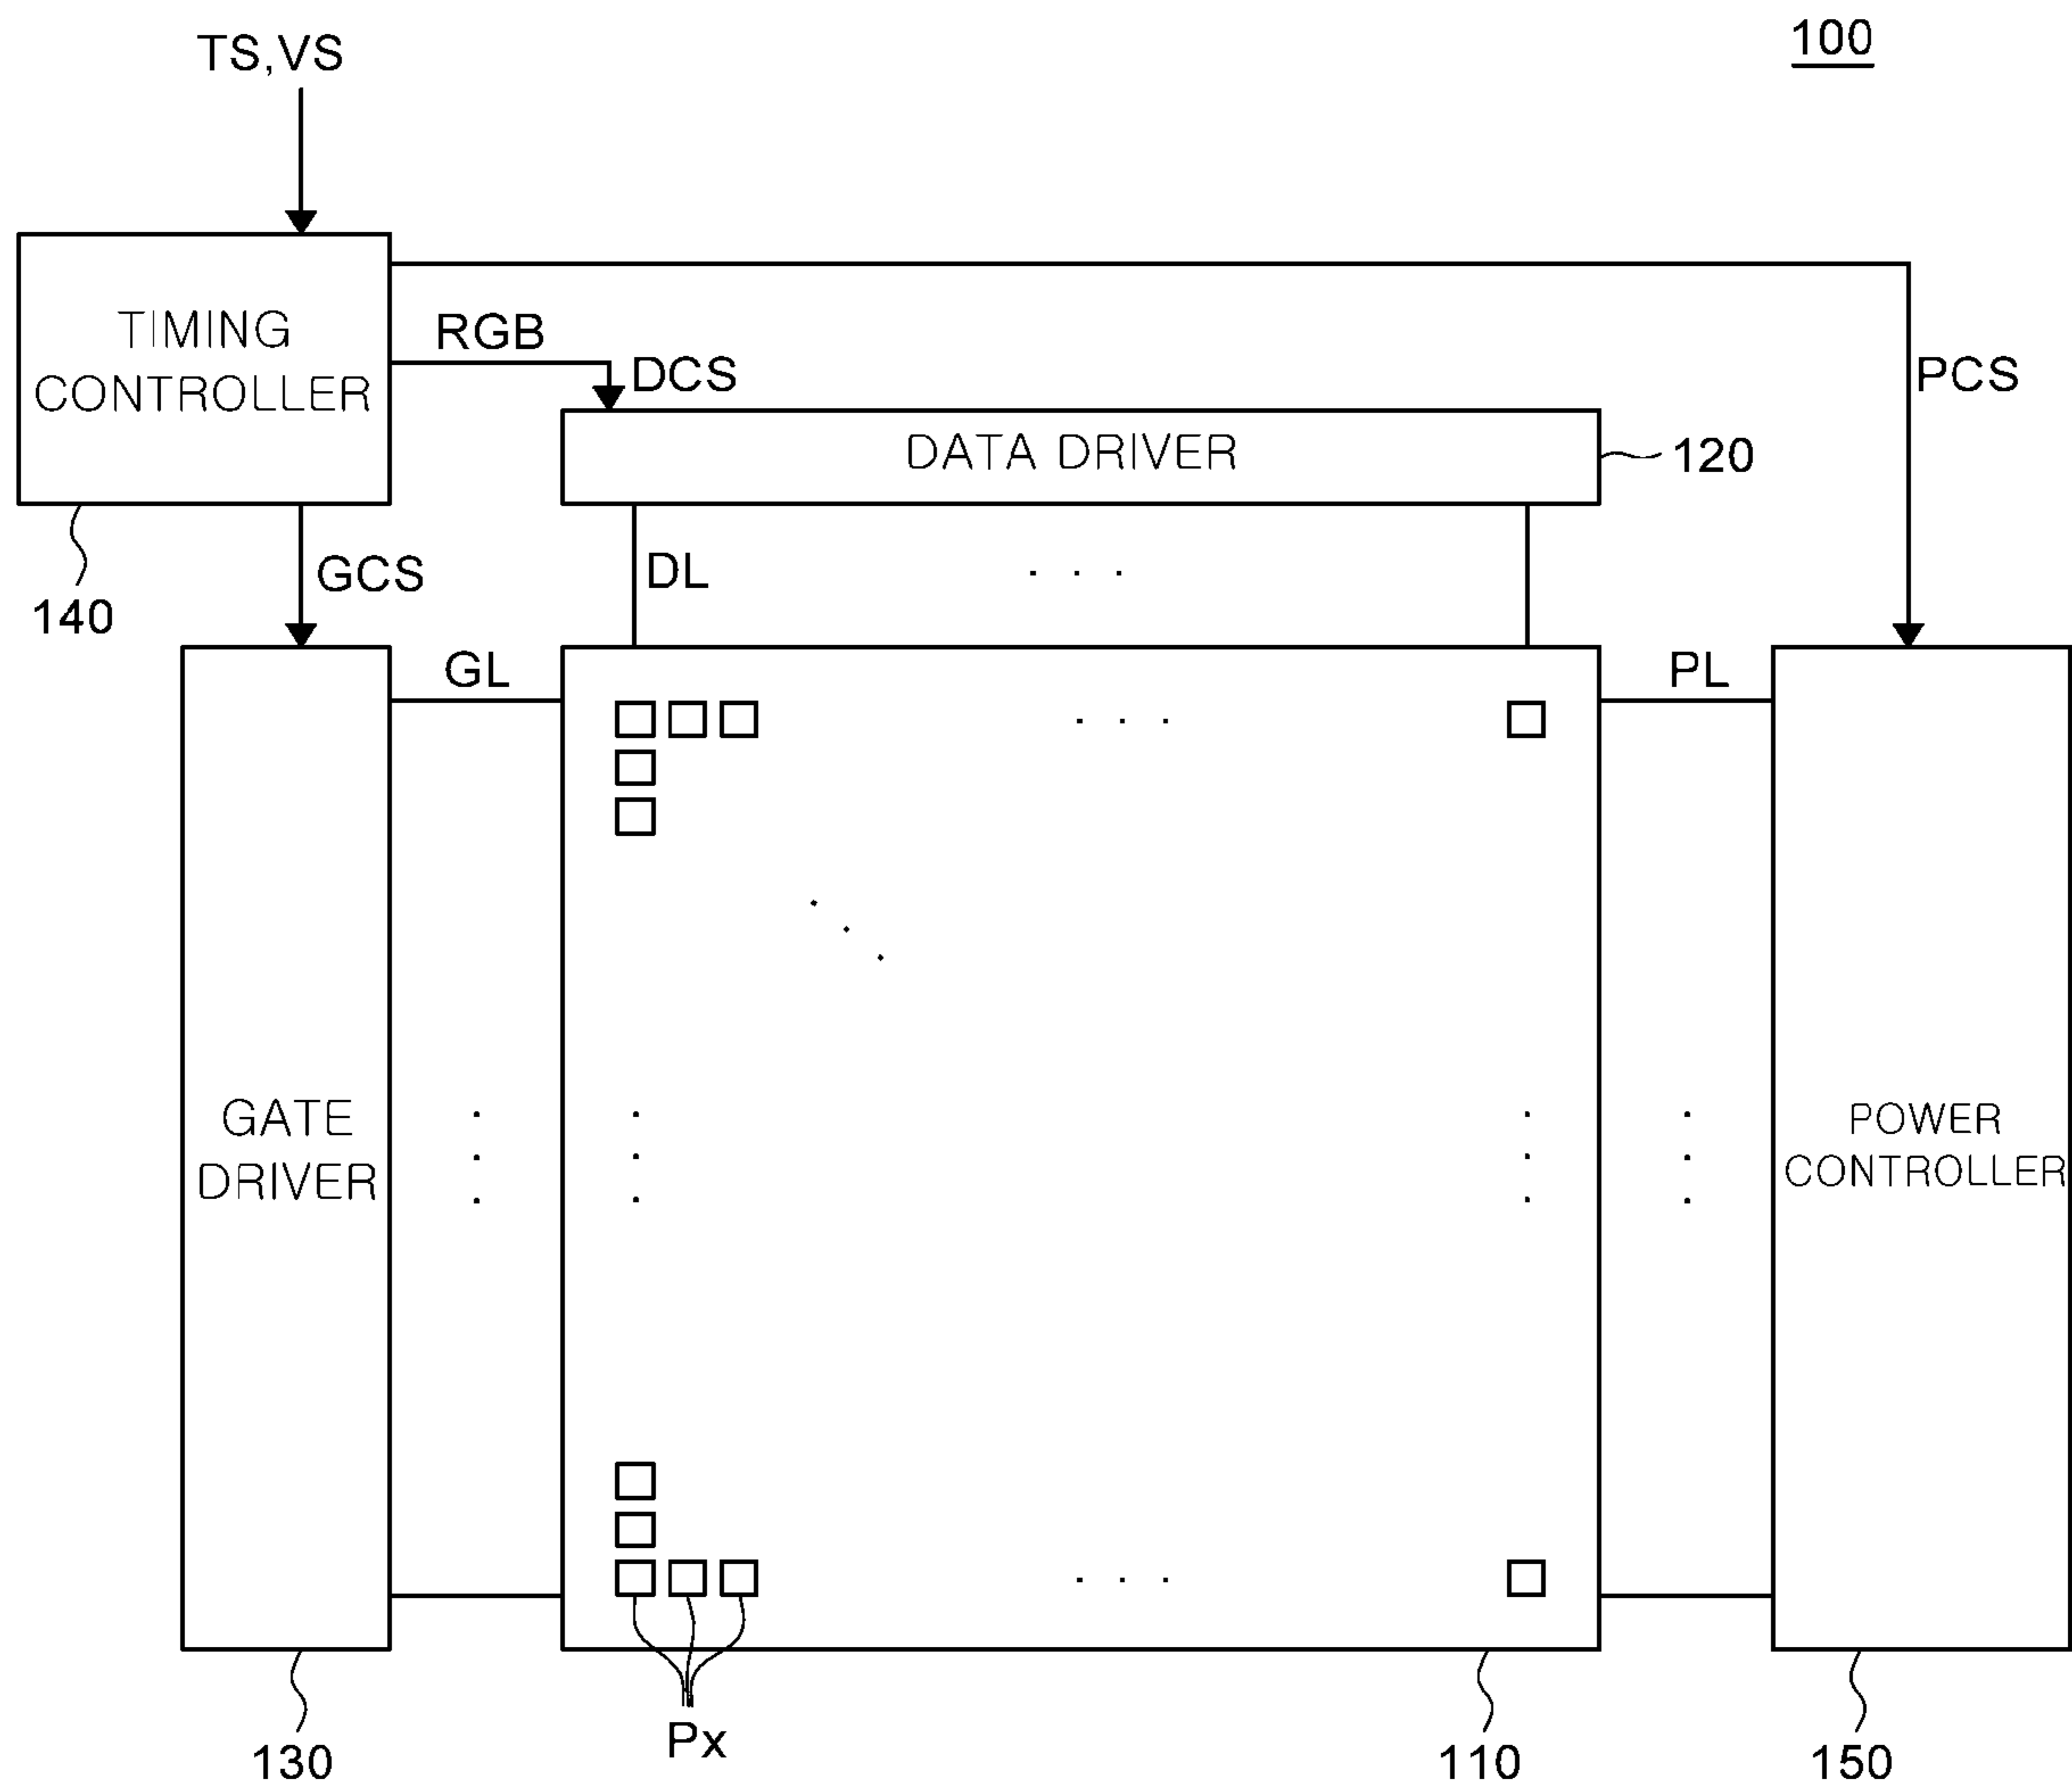 TS,VS
100
TIMING
CONTROLLER
RGB
DCS
PCS
DATA DRIVER
120
GCS
DL
140
GL
PL
GATE
DRIVER
POWER
CONTROLLER
Px
130
110
150